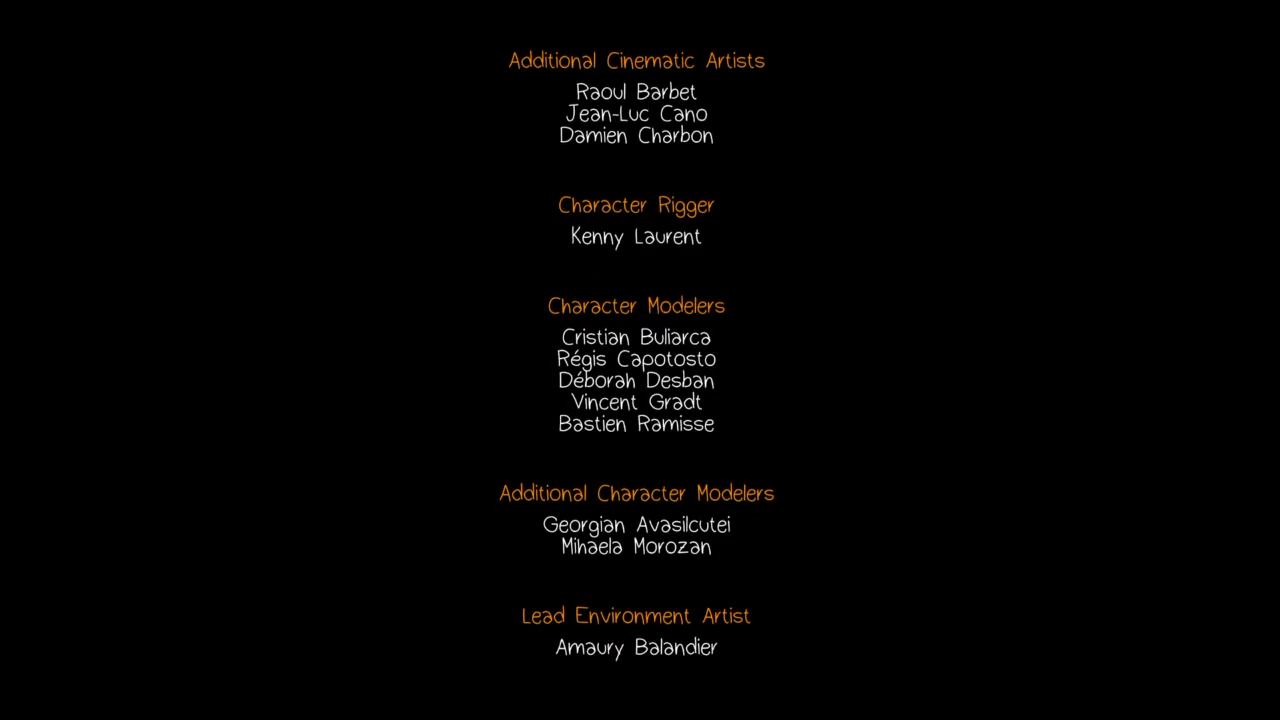 Additional Cinematic Artists
Raoul Barbet
Jean-Luc Cano
Damien Charbon
Character Rigger
Kenny Laurent
Character Modelers
Cristian Buliarca
Régis Capotosto
Déborah Desban
Vincent Gradt
Bastien Ramisse
Additional Character Modelers
Georgian Avasilcutei
Mihaela Morozan
Lead Environment Artist
Amaury Balandier